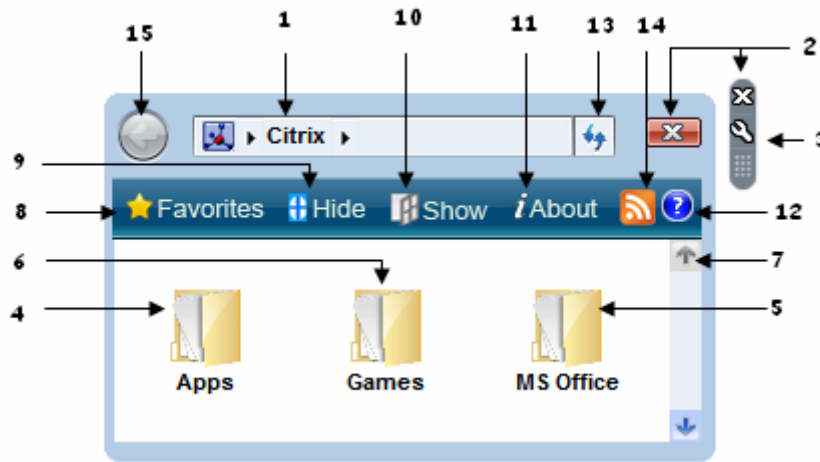 15 1 10 11 13 14 2
Citrix
3
9
8 Favorites Hide Show i About ? 12
6 7
4 5
Apps Games MS Office